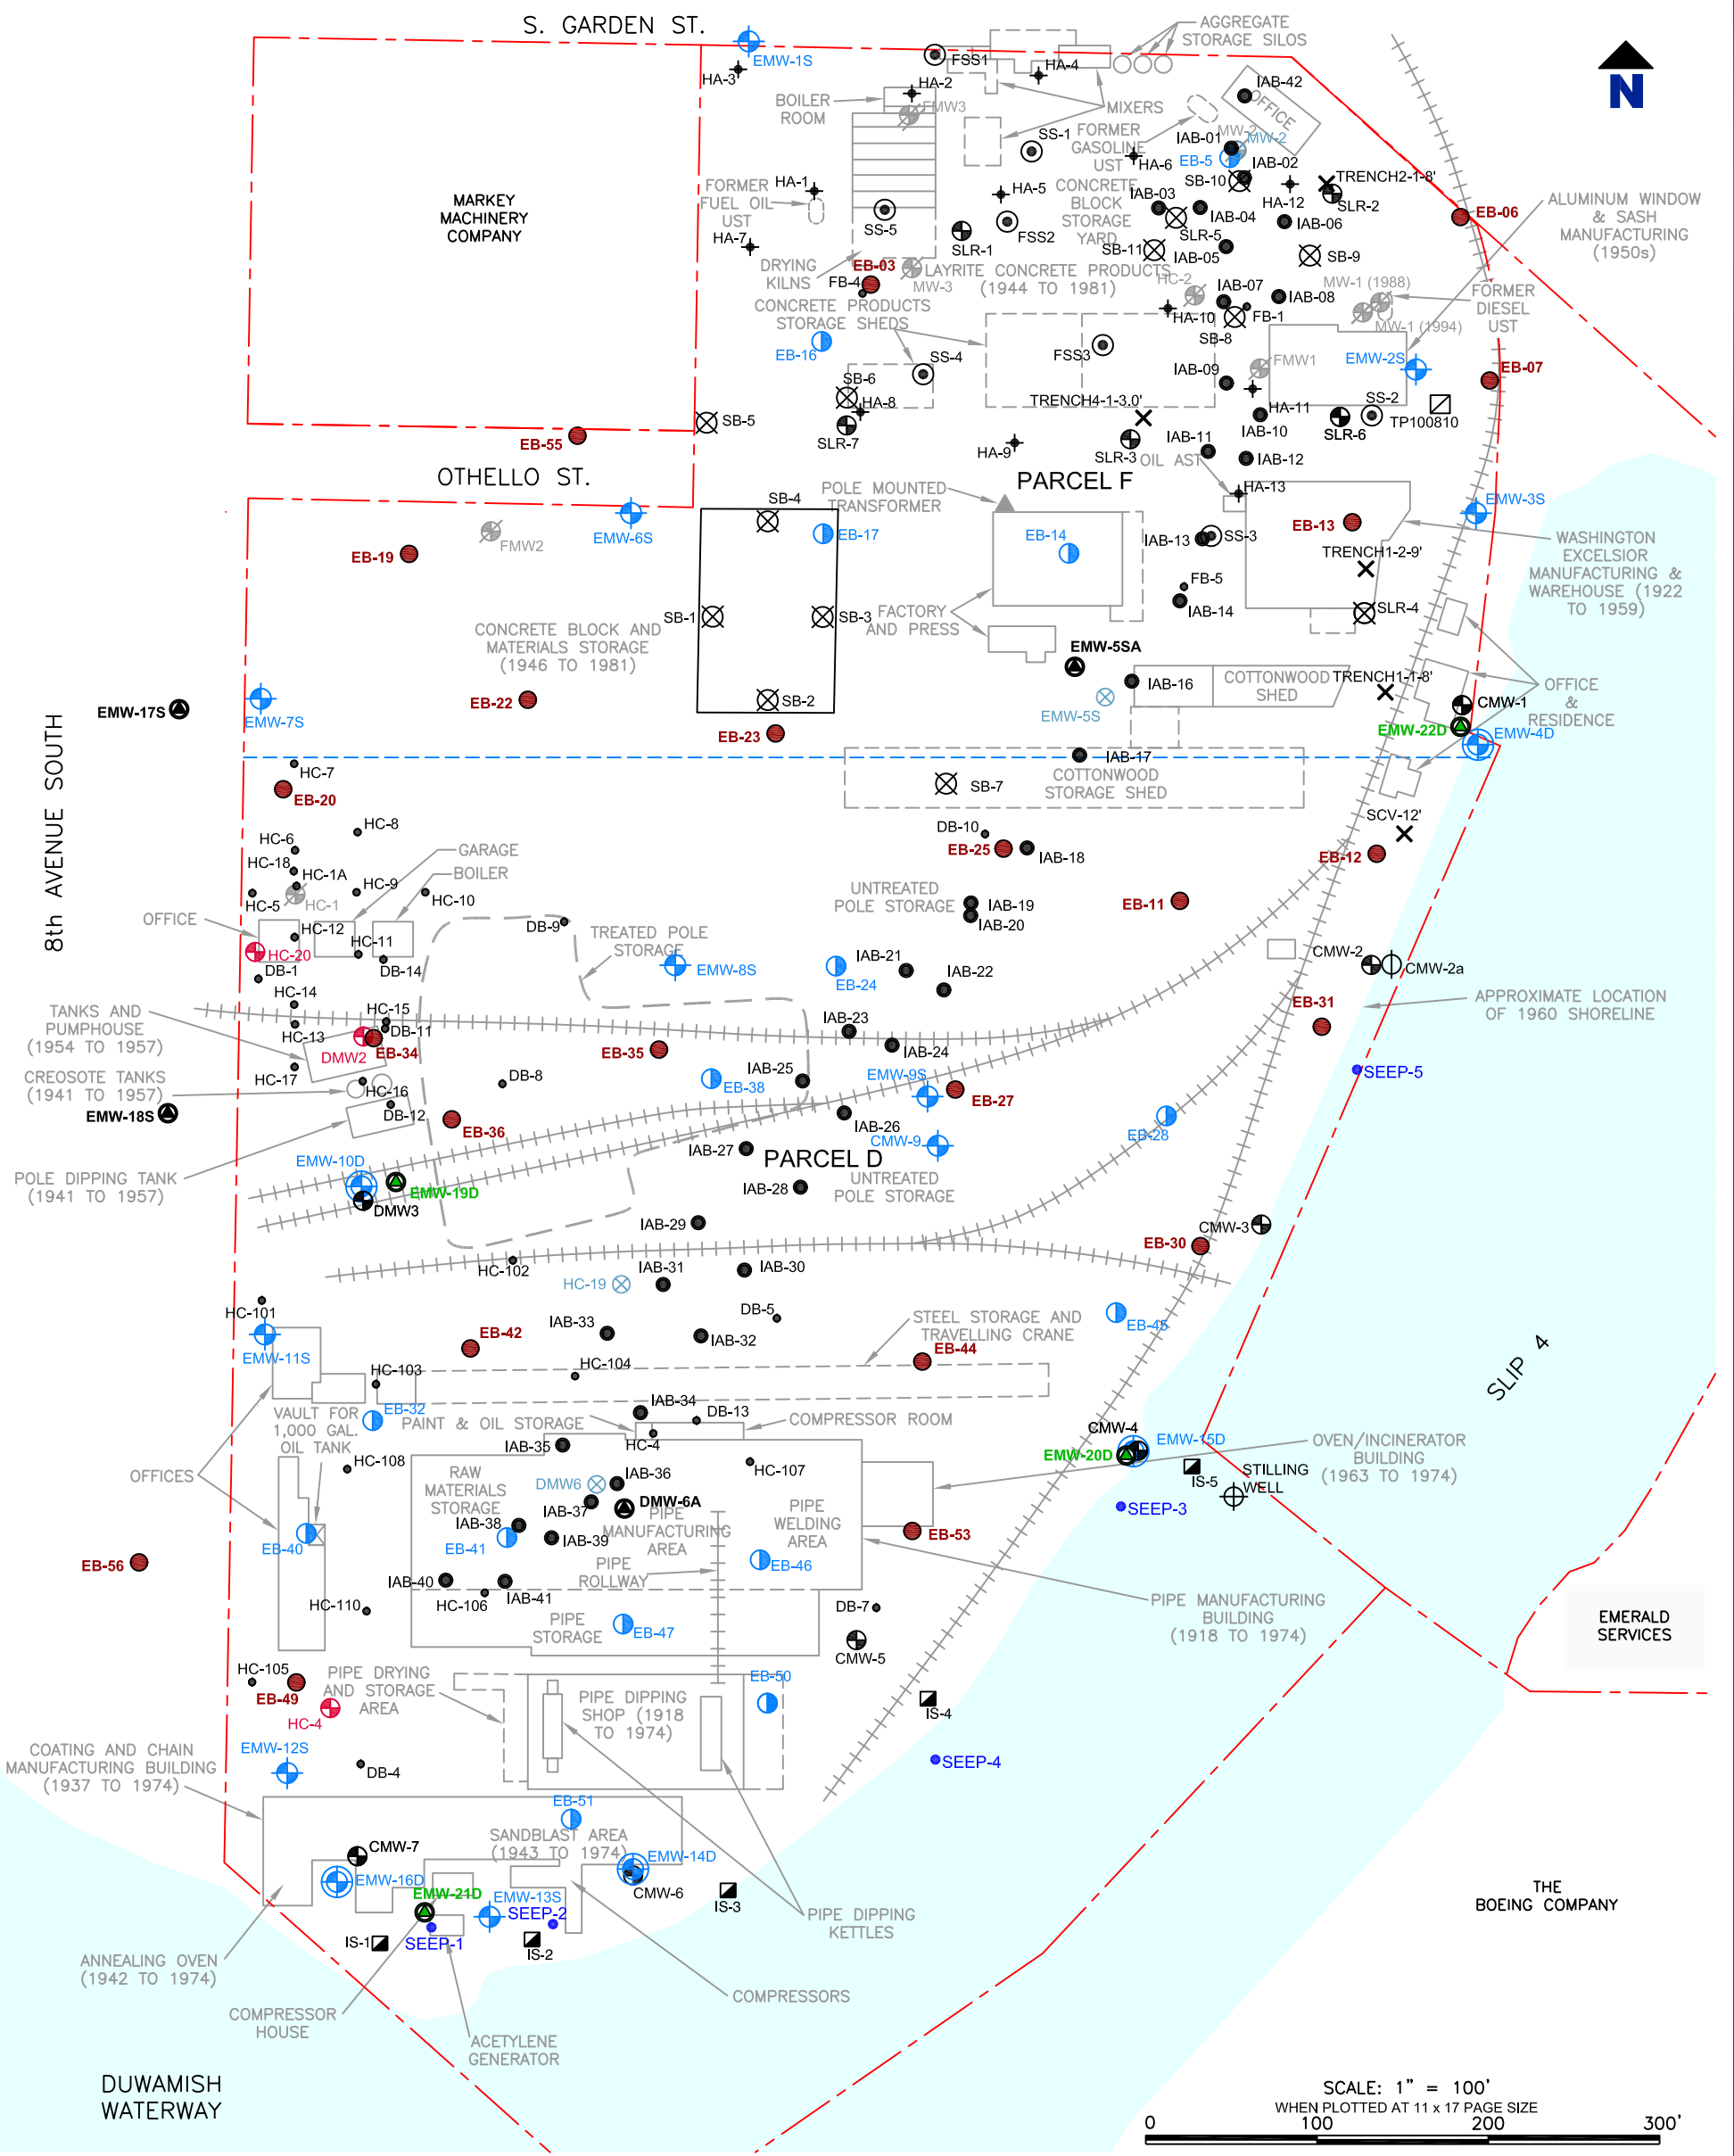 S. GARDEN ST.
AGGREGATE
STORAGE SILOS
EMW-1S
FSS1
HA-3
HA-4
HA-2
IAB-42
N
BOILER
ROOM
FMW3
MIXERS
OFFICE
SS-1
FORMER
GASOLINE
UST
IAB-01
MW-2
MW-2
EB-5
IAB-02
HA-6
SB-10
TRENCH2-1-8'
HA-1
HA-5
FORMER
FUEL OIL
UST
CONCRETE
BLOCK
STORAGE
YARD
IAB-03
HA-12
SLR-2
ALUMINUM WINDOW
& SASH
MANUFACTURING
(1950s)
MARKEY
MACHINERY
COMPANY
SS-5
FSS2
IAB-04
IAB-06
EB-06
SLR-5
SLR-1
HA-7
SB-11
IAB-05
SB-9
DRYING
KILNS
EB-03
FB-4
MW-3
LAYRITE CONCRETE PRODUCTS
(1944 TO 1981)
HC-2
MW-1 (1988)
FORMER
DIESEL
UST
IAB-07
IAB-08
CONCRETE PRODUCTS
STORAGE SHEDS
HA-10
FB-1
MW-1 (1994)
SB-8
EB-16
FSS3
SS-4
EMW-2S
EB-07
FMW1
SB-6
IAB-09
HA-8
TRENCH4-1-3.0'
HA-11
SS-2
SB-5
SLR-7
IAB-10
SLR-6
TP100810
EB-55
HA-9
SLR-3
IAB-11
OIL AST
IAB-12
OTHELLO ST.
PARCEL F
POLE MOUNTED
TRANSFORMER
HA-13
SB-4
EMW-3S
EMW-6S
FMW2
EB-17
EB-14
EB-13
EB-19
IAB-13
SS-3
TRENCH1-2-9'
WASHINGTON
EXCELSIOR
MANUFACTURING &
WAREHOUSE (1922
TO 1959)
FB-5
IAB-14
SB-1
SB-3
FACTORY
AND PRESS
SLR-4
CONCRETE BLOCK AND
MATERIALS STORAGE
(1946 TO 1981)
EMW-5SA
IAB-16
COTTONWOOD
SHED
TRENCH1-1-8'
OFFICE
&
RESIDENCE
EMW-7S
EMW-17S
EB-22
SB-2
EMW-5S
CMW-1
EMW-22D
EMW-4D
EB-23
8th AVENUE SOUTH
IAB-17
HC-7
COTTONWOOD
STORAGE SHED
SB-7
EB-20
SCV-12'
HC-8
HC-6
DB-10
EB-25
IAB-18
EB-12
GARAGE
HC-18
HC-1A
HC-9
BOILER
HC-10
HC-5
HC-1
UNTREATED
POLE STORAGE
IAB-19
IAB-20
EB-11
OFFICE
HC-12
DB-9
TREATED POLE
STORAGE
HC-11
HC-20
DB-14
DB-1
EMW-8S
EB-24
IAB-21
IAB-22
CMW-2
CMW-2a
HC-14
TANKS AND
PUMPHOUSE
(1954 TO 1957)
HC-15
HC-13
DB-11
IAB-23
EB-31
APPROXIMATE LOCATION
OF 1960 SHORELINE
DMW2
EB-34
EB-35
IAB-24
HC-17
CREOSOTE TANKS
(1941 TO 1957)
HC-16
DB-8
EB-38
IAB-25
EMW-9S
EB-27
SEEP-5
EMW-18S
DB-12
EB-36
IAB-26
EB-28
IAB-27
CMW-9
PARCEL D
POLE DIPPING TANK
(1941 TO 1957)
EMW-10D
EMW-19D
DMW3
IAB-28
UNTREATED
POLE STORAGE
IAB-29
CMW-3
EB-30
HC-102
HC-19
IAB-31
IAB-30
HC-101
DB-5
STEEL STORAGE AND
TRAVELLING CRANE
EB-45
IAB-33
IAB-32
EMW-11S
EB-42
EB-44
HC-103
HC-104
SLIP 4
VAULT FOR
1,000 GAL.
OIL TANK
EB-32
PAINT & OIL STORAGE
IAB-34
DB-13
COMPRESSOR ROOM
HC-4
IAB-35
CMW-4
EMW-15D
EMW-20D
OVEN/INCINERATOR
BUILDING
(1963 TO 1974)
OFFICES
HC-108
RAW
MATERIALS
STORAGE
DMW6
IAB-36
HC-107
IS-5
STILLING
WELL
IAB-37
DMW-6A
PIPE
MANUFACTURING
AREA
PIPE
WELDING
AREA
SEEP-3
IAB-38
EB-40
EB-41
IAB-39
EB-53
EB-56
PIPE
ROLLWAY
EB-46
IAB-40
HC-106
IAB-41
HC-110
PIPE
STORAGE
EB-47
DB-7
PIPE MANUFACTURING
BUILDING
(1918 TO 1974)
EMERALD
SERVICES
CMW-5
HC-105
EB-49
PIPE DRYING
AND STORAGE
AREA
EB-50
PIPE DIPPING
SHOP (1918
TO 1974)
HC-4
IS-4
EMW-12S
COATING AND CHAIN
MANUFACTURING BUILDING
(1937 TO 1974)
DB-4
SEEP-4
EB-51
SANDBLAST AREA
(1943 TO 1974)
CMW-7
EMW-14D
EMW-16D
CMW-6
EMW-21D
EMW-13S
SEEP-2
IS-3
THE
BOEING COMPANY
PIPE DIPPING
KETTLES
IS-1
SEEP-1
IS-2
ANNEALING OVEN
(1942 TO 1974)
COMPRESSORS
COMPRESSOR
HOUSE
ACETYLENE
GENERATOR
DUWAMISH
WATERWAY
SCALE: 1" = 100'
WHEN PLOTTED AT 11 x 17 PAGE SIZE
0 100 200 300'